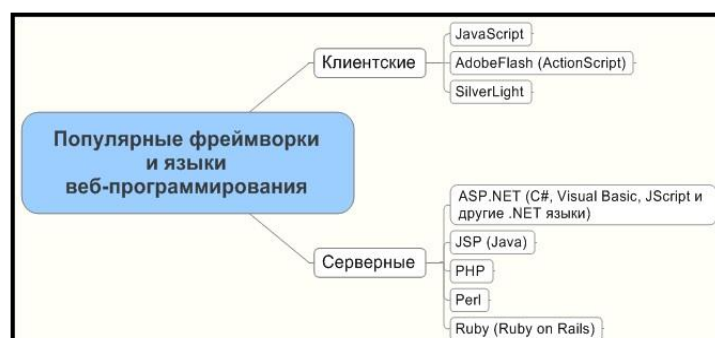 Популярные фреймворки
и языки
веб-программирования
Клиентские
JavaScript
AdobeFlash (ActionScript)
SilverLight
Серверные
ASP.NET (C#, Visual Basic, JScript и
другие .NET языки)
JSP (Java)
PHP
Perl
Ruby (Ruby on Rails)